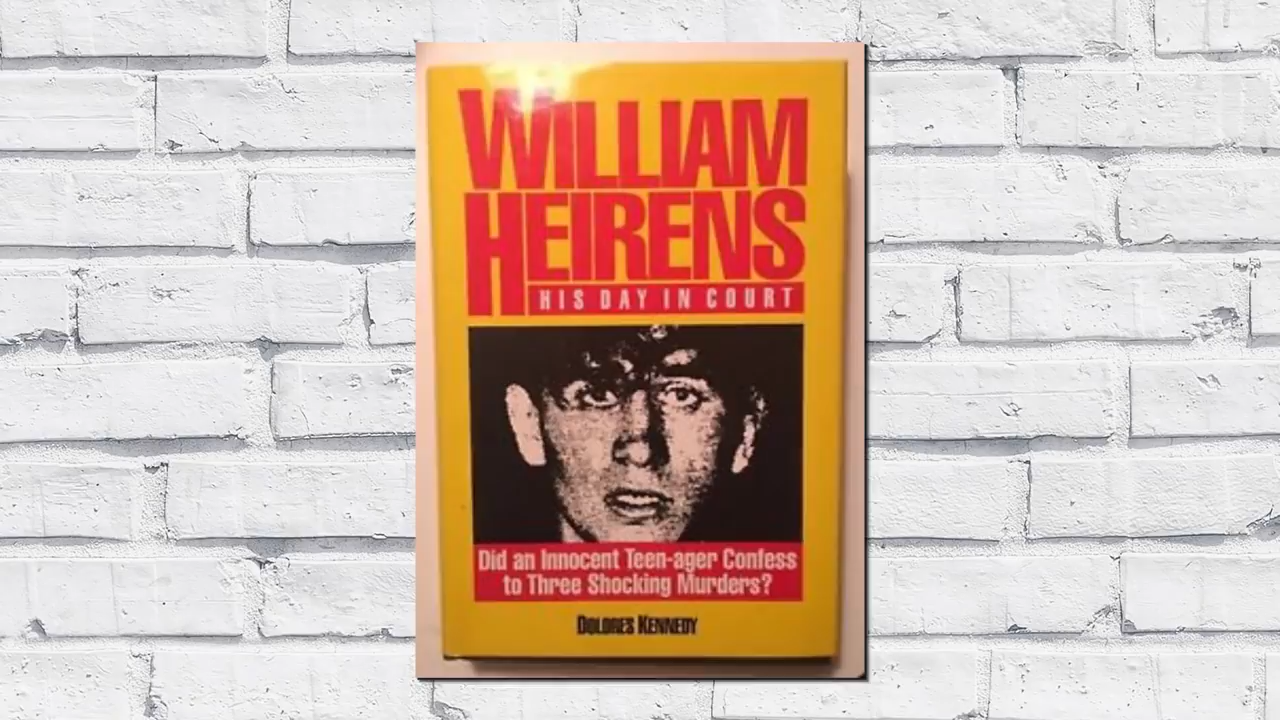 WILLIAM
HEIRENS
HIS DAY IN COURT
Did an Innocent Teen-ager Confess
to Three Shocking Murders?
DOLORES KENNEDY